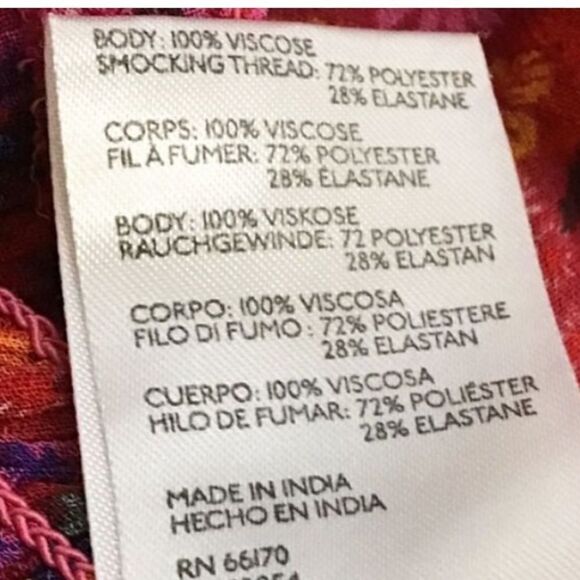 BODY: 100% VISCOSE
SMOCKING THREAD: 72% POLYESTER
28% ELASTANE
CORPS: 100% VISCOSE
FIL À FUMER: 72% POLYESTER
28% ÉLASTANE
BODY: 100% VISKOSE
RAUCHGEWINDE: 72 POLYESTER
28% ELASTAN
CORPO: 100% VISCOSA
FILO DI FUMO : 72% POLIESTERE
28% ELASTAN
CUERPO: 100% VISCOSA
HILO DE FUMAR: 72% POLIÉSTER
28% ELASTANE
MADE IN INDIA
HECHO EN INDIA
RN 66170